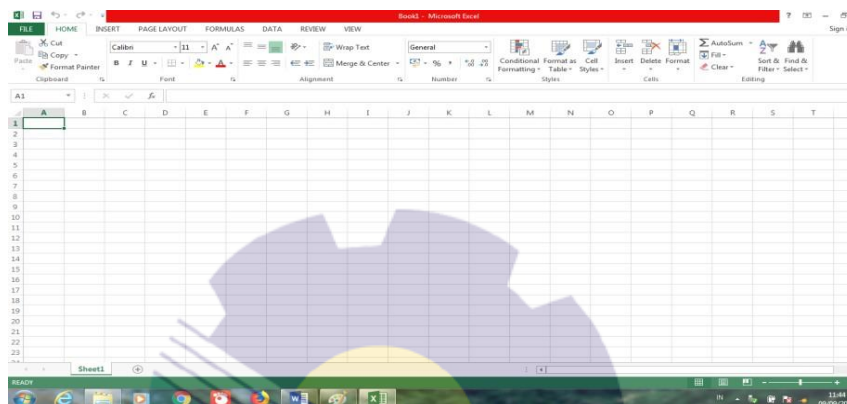 Book1 - Microsoft Excel
FILE HOME INSERT PAGE LAYOUT FORMULAS DATA REVIEW VIEW Sign i
Paste Cut Calibri 11 Wrap Text General Conditional Format as Cell Insert Delete Format AutoSum Sort & Find &
Copy Fill
Format Painter B I U Merge & Center % Formatting Table Styles Clear Filter Select
Clipboard Font Alignment Number Styles Cells Editing
A1 fx
A B C D E F G H I J K L M N O P Q R S T
1
2
3
4
5
6
7
8
9
10
11
12
13
14
15
16
17
18
19
20
21
22
23
Sheet1
READY
IN 11:44